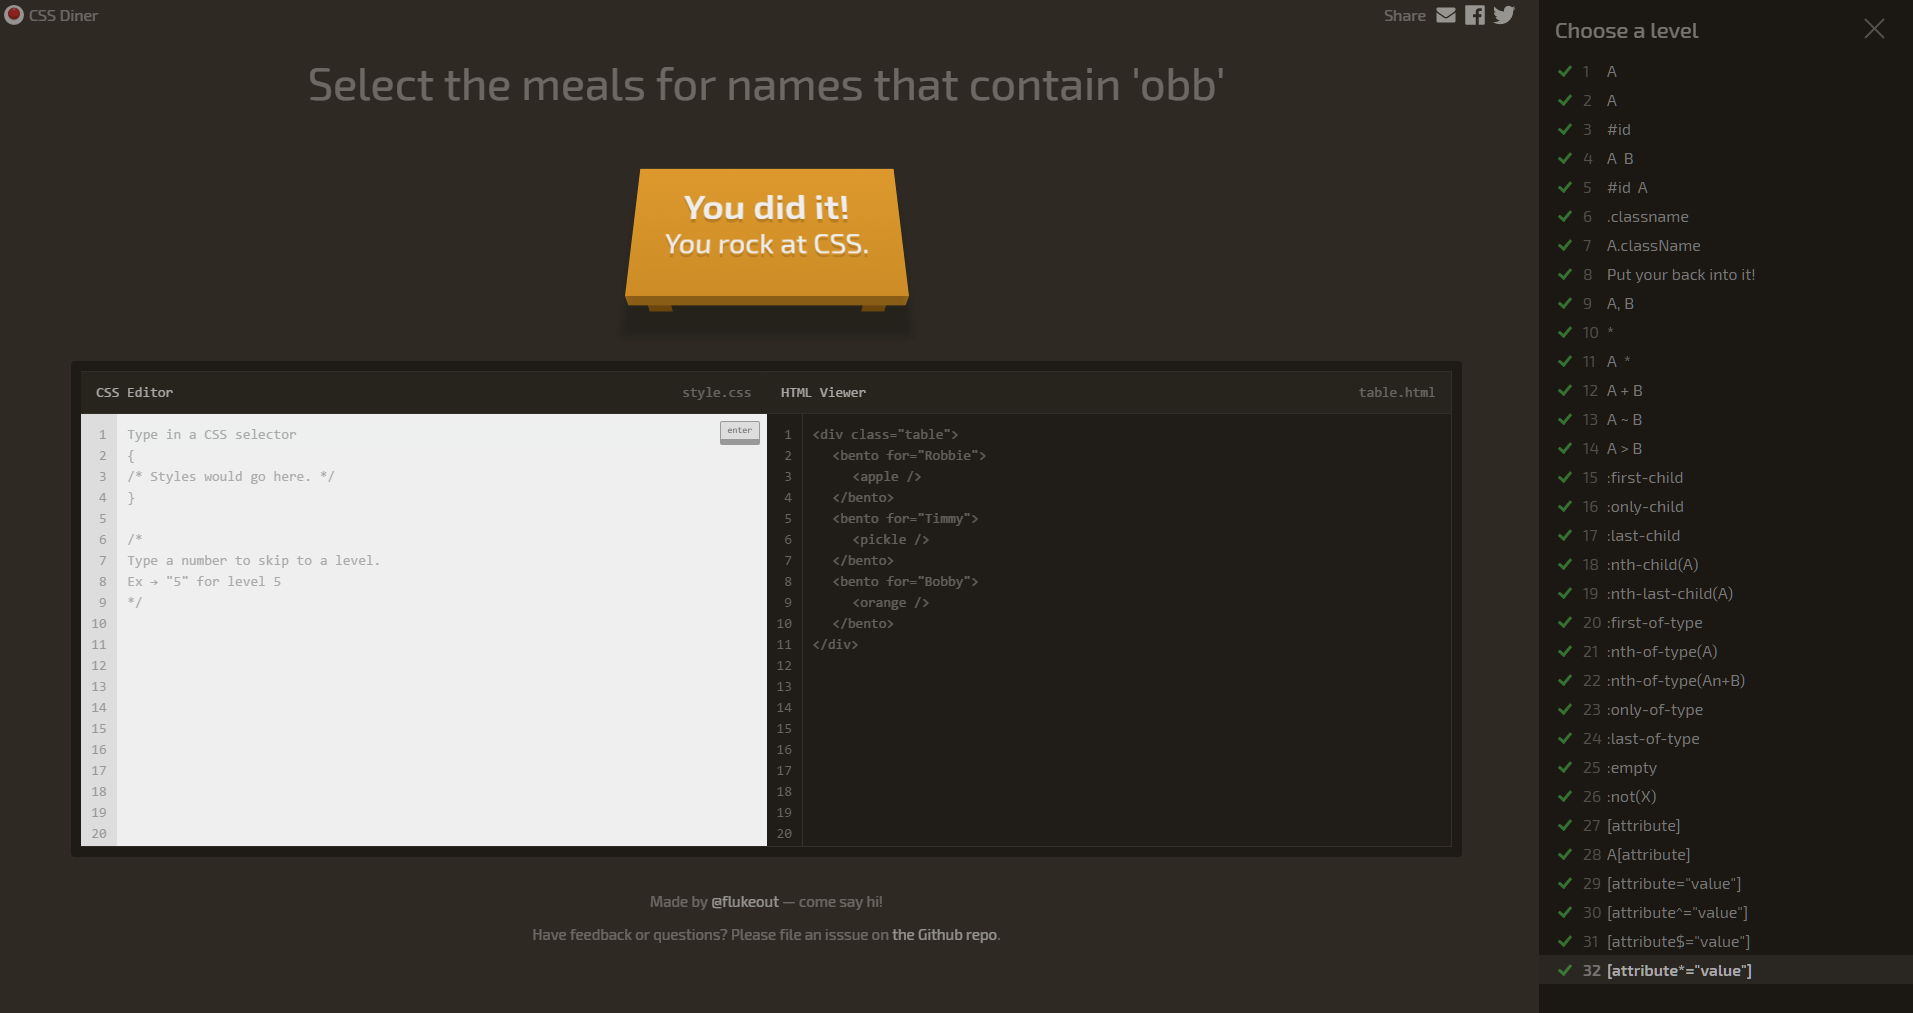 CSS Diner
Share
Select the meals for names that contain 'obb'
You did it!
You rock at CSS.
CSS Editor
style.css
HTML Viewer
table.html
enter
1 Type in a CSS selector
2 {
3 /* Styles would go here. */
4 }
5
6 /*
7 Type a number to skip to a level.
8 Ex → "5" for level 5
9 */
10
11
12
13
14
15
16
17
18
19
20
1 <div class="table">
2 <bento for="Robbie">
3 <apple />
4 </bento>
5 <bento for="Timmy">
6 <pickle />
7 </bento>
8 <bento for="Bobby">
9 <orange />
10 </bento>
11 </div>
12
13
14
15
16
17
18
19
20
Made by @flukeout — come say hi!
Have feedback or questions? Please file an isssue on the Github repo.
Choose a level
1 A
2 A
3 #id
4 A B
5 #id A
6 .classname
7 A.className
8 Put your back into it!
9 A, B
10 *
11 A *
12 A + B
13 A ~ B
14 A > B
15 :first-child
16 :only-child
17 :last-child
18 :nth-child(A)
19 :nth-last-child(A)
20 :first-of-type
21 :nth-of-type(A)
22 :nth-of-type(An+B)
23 :only-of-type
24 :last-of-type
25 :empty
26 :not(X)
27 [attribute]
28 A[attribute]
29 [attribute="value"]
30 [attribute^="value"]
31 [attribute$="value"]
32 [attribute*="value"]